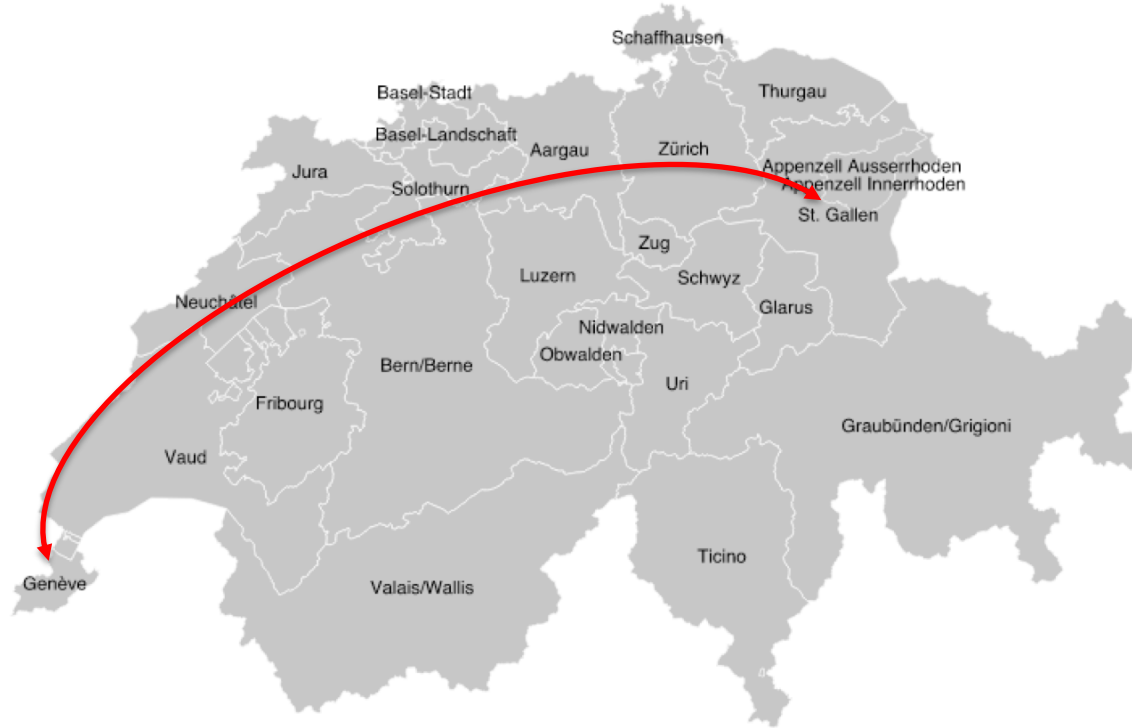 Schaffhausen
Basel-Stadt
Thurgau
Basel-Landschaft
Aargau
Zürich
Jura
Appenzell Ausserrhoden
Appenzell Innerrhoden
Solothurn
St. Gallen
Zug
Luzern
Schwyz
Neuchâtel
Glarus
Nidwalden
Obwalden
Bern/Berne
Uri
Fribourg
Graubünden/Grigioni
Vaud
Ticino
Genève
Valais/Wallis